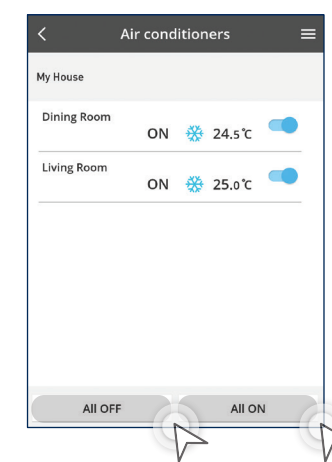 Air conditioners
My House
Dining Room
ON 24.5℃
Living Room
ON 25.0℃
All OFF All ON